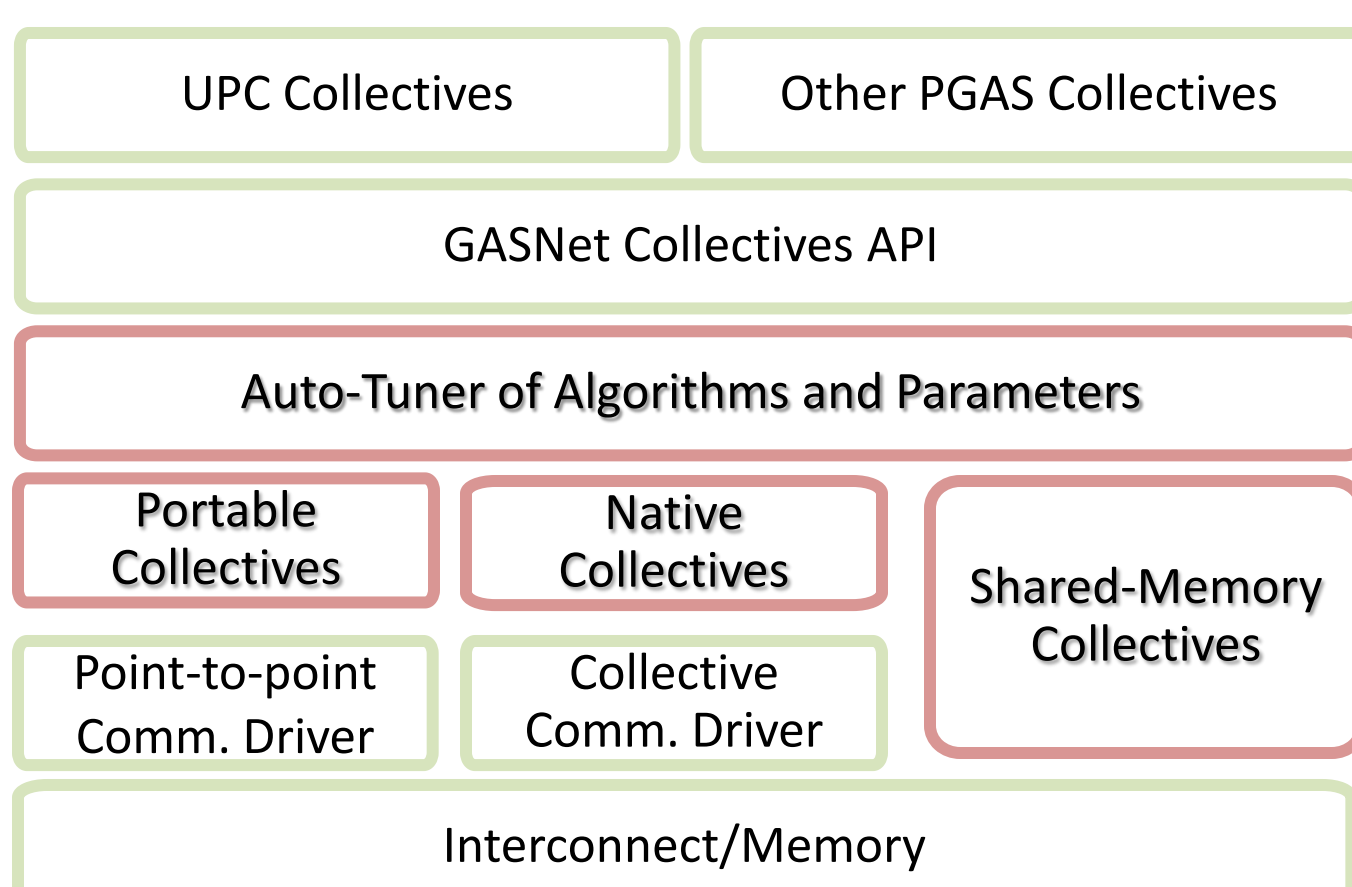 UPC Collectives
Other PGAS Collectives
GASNet Collectives API
Auto-Tuner of Algorithms and Parameters
Portable
Collectives
Native
Collectives
Shared-Memory
Collectives
Point-to-point
Comm. Driver
Collective
Comm. Driver
Interconnect/Memory